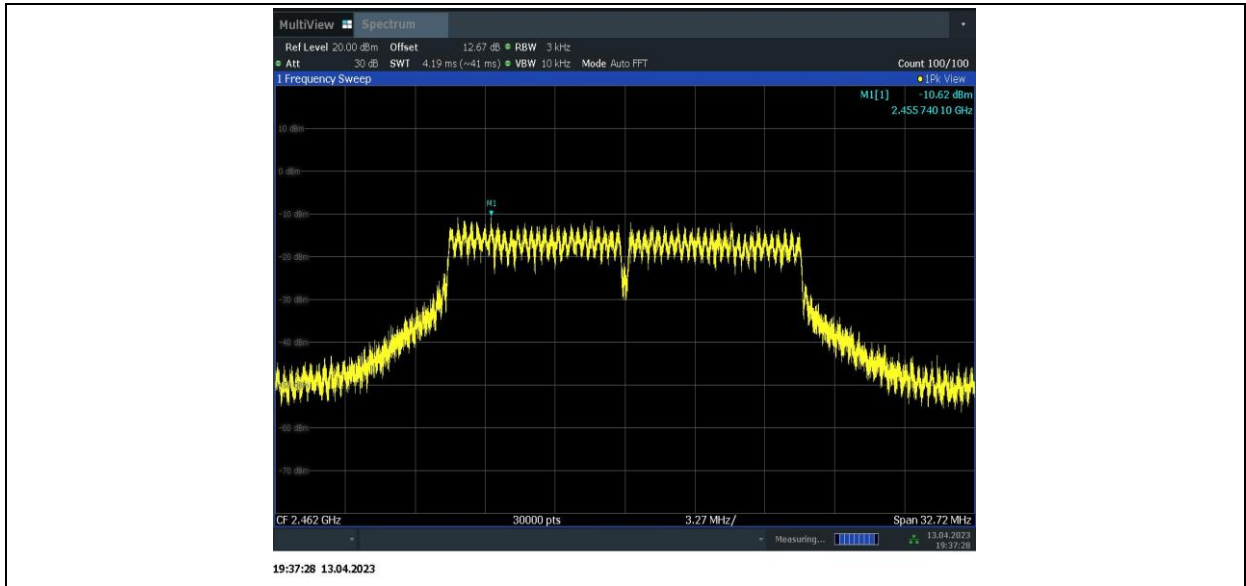 MultiView Spectrum
Ref Level 20.00 dBm Offset 12.67 dB RBW 3 kHz
Att 30 dB SWT 4.19 ms (~41 ms) VBW 10 kHz Mode Auto FFT Count 100/100
1 Frequency Sweep 1Pk View
M1[1] -10.62 dBm
2.455 740 10 GHz
10 dBm
0 dBm
M1
-10 dBm
-20 dBm
-30 dBm
-40 dBm
-60 dBm
-70 dBm
CF 2.462 GHz 30000 pts 3.27 MHz/ Span 32.72 MHz
Measuring... 13.04.2023
19:37:28
19:37:28 13.04.2023